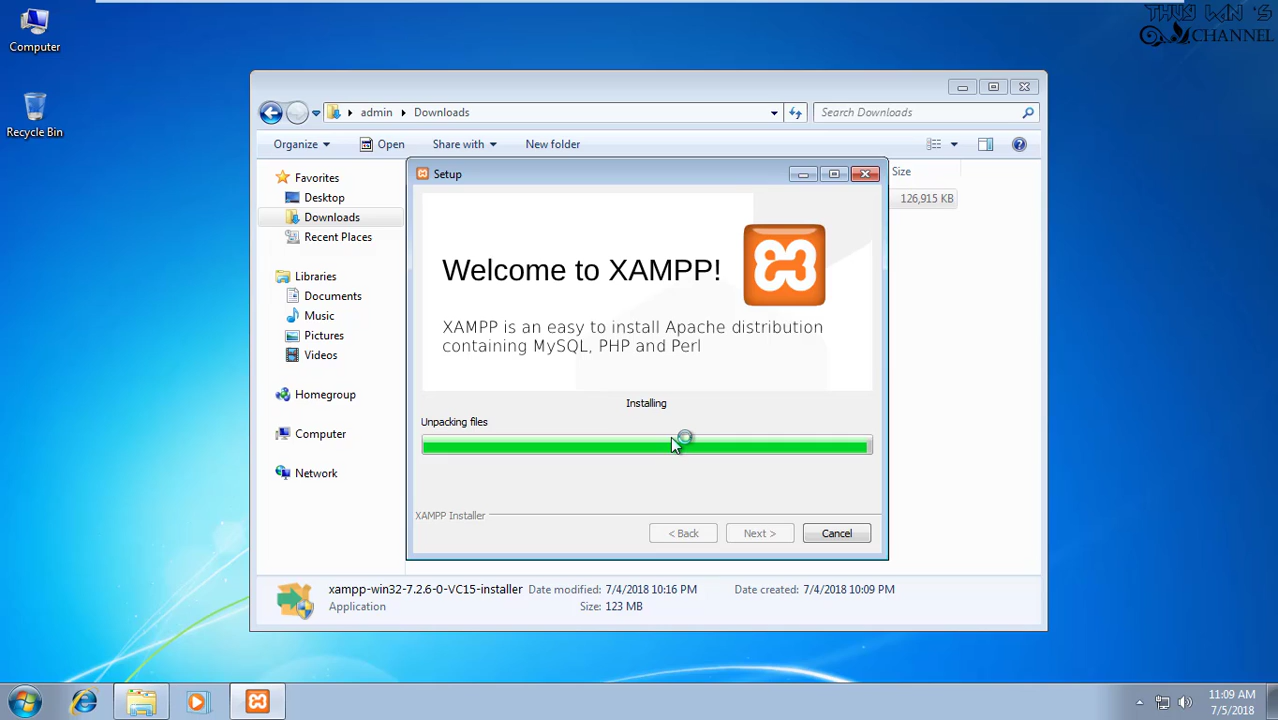 THUY WIN'S
CHANNEL
Computer
Recycle Bin
admin
Downloads
Search Downloads
Organize
Open
Share with
New folder
Favorites
Desktop
Downloads
Recent Places
Libraries
Documents
Music
Pictures
Videos
Homegroup
Computer
Network
Size
126,915 KB
Setup
Welcome to XAMPP!
XAMPP is an easy to install Apache distribution
containing MySQL, PHP and Perl
Installing
Unpacking files
XAMPP Installer
< Back
Next >
Cancel
xampp-win32-7.2.6-0-VC15-installer
Date modified: 7/4/2018 10:16 PM
Date created: 7/4/2018 10:09 PM
Application
Size: 123 MB
11:09 AM
7/5/2018